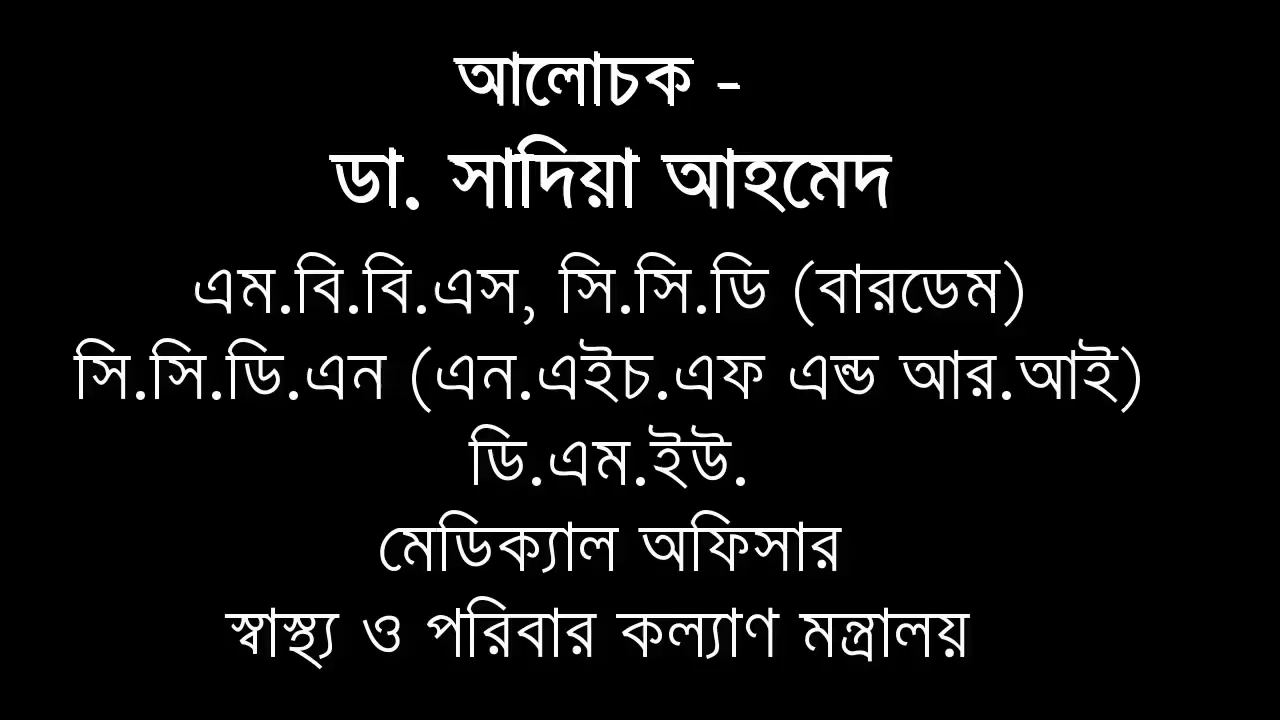 আলোচক -
ডা. সাদিয়া আহমেদ
এম.বি.বি.এস, সি.সি.ডি (বারডেম)
সি.সি.ডি.এন (এন.এইচ.এফ এন্ড আর.আই)
ডি.এম.ইউ.
মেডিক্যাল অফিসার
স্বাস্থ্য ও পরিবার কল্যাণ মন্ত্রালয়